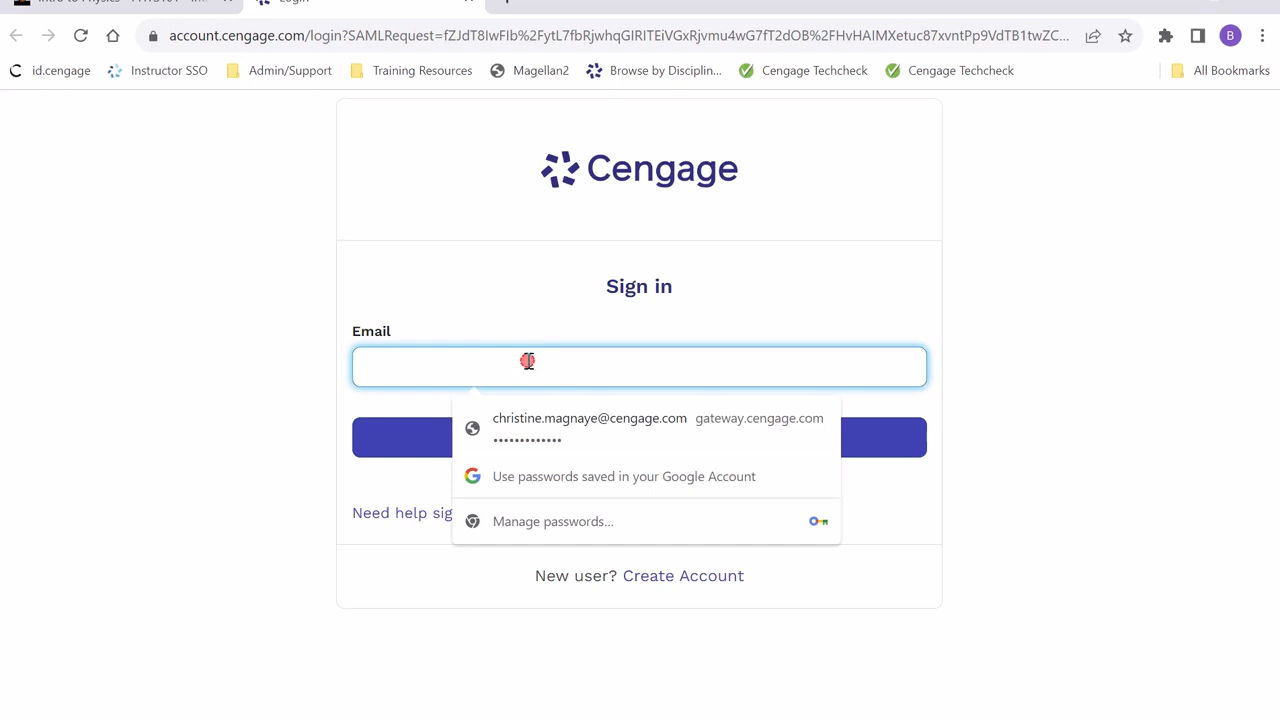 account.cengage.com/login?SAMLRequest=fZJdT8IwFIb%2FytL7fbRjwhqGIRITEiVGxRjvmu4wG7fT2dOB%2FHvHAIMXetuc87xvntPp9VdTB1twZC...
B
id.cengage
Instructor SSO
Admin/Support
Training Resources
Magellan2
Browse by Disciplin...
Cengage Techcheck
Cengage Techcheck
All Bookmarks
Cengage
Sign in
Email
christine.magnaye@cengage.com gateway.cengage.com
•••••••••••••
Use passwords saved in your Google Account
Need help sig
Manage passwords...
New user? Create Account